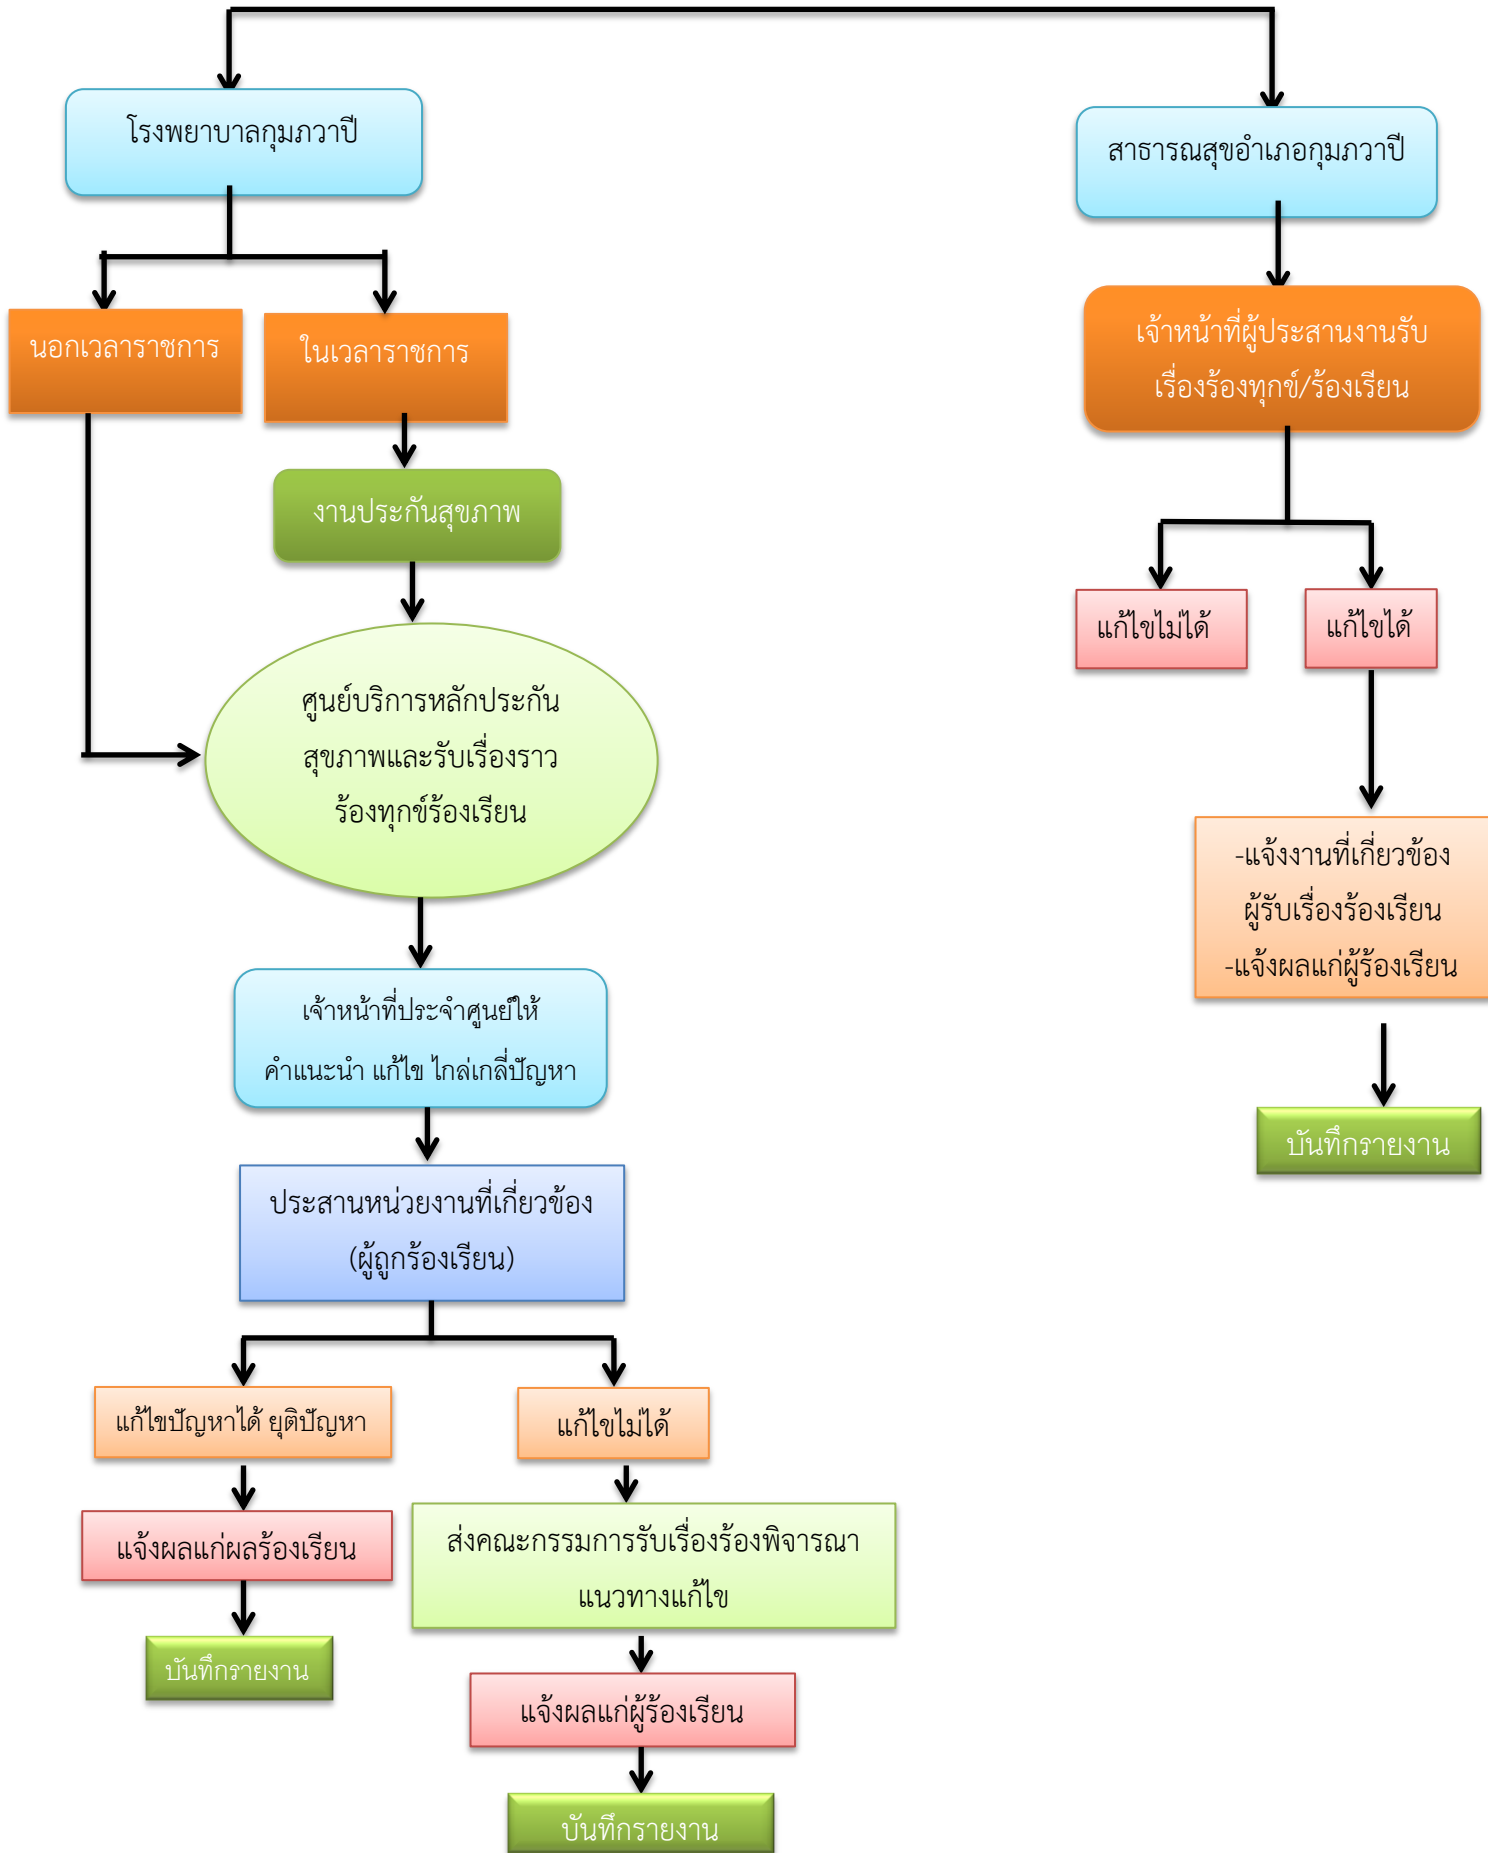 โรงพยาบาลกุมภวาปี
สาธารณสุขอำเภอกุมภวาปี
นอกเวลาราชการ
ในเวลาราชการ
เจ้าหน้าที่ผู้ประสานงานรับ
เรื่องร้องทุกข์/ร้องเรียน
งานประกันสุขภาพ
แก้ไขไม่ได้
แก้ไขได้
ศูนย์บริการหลักประกัน
สุขภาพและรับเรื่องราว
ร้องทุกข์ร้องเรียน
-แจ้งงานที่เกี่ยวข้อง
ผู้รับเรื่องร้องเรียน
-แจ้งผลแก่ผู้ร้องเรียน
เจ้าหน้าที่ประจำศูนย์ให้
คำแนะนำ แก้ไข ไกล่เกลี่ปัญหา
บันทึกรายงาน
ประสานหน่วยงานที่เกี่ยวข้อง
(ผู้ถูกร้องเรียน)
แก้ไขปัญหาได้ ยุติปัญหา
แก้ไขไม่ได้
แจ้งผลแก่ผลร้องเรียน
ส่งคณะกรรมการรับเรื่องร้องพิจารณา
แนวทางแก้ไข
บันทึกรายงาน
แจ้งผลแก่ผู้ร้องเรียน
บันทึกรายงาน